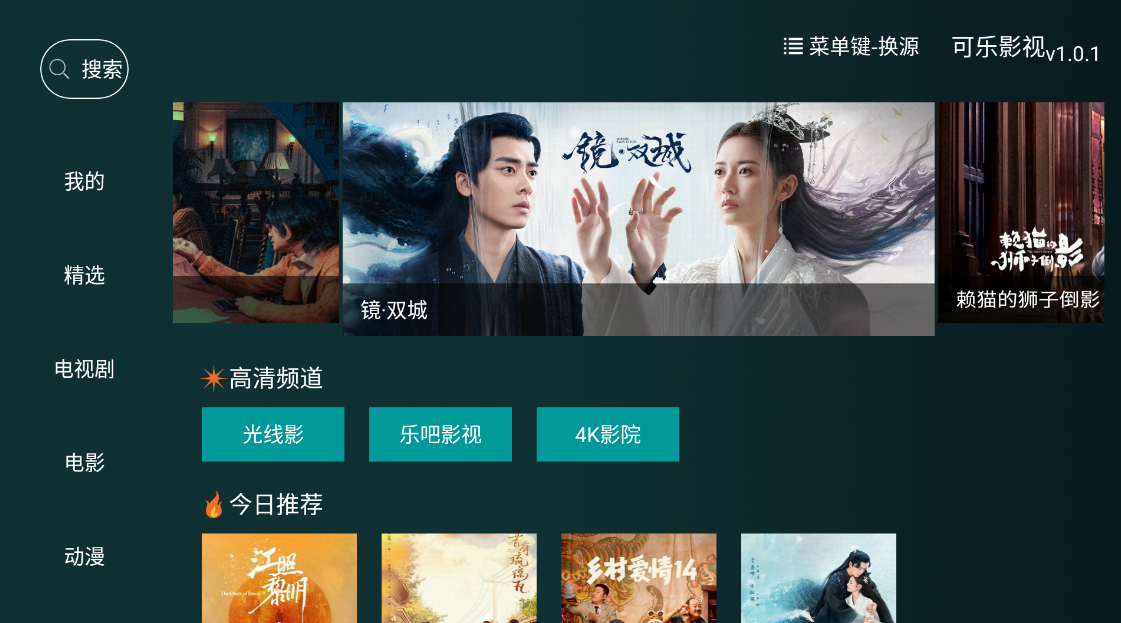 搜索
菜单键-换源
可乐影视v1.0.1
我的
精选
电视剧
电影
动漫
镜·双城
镜·双城
赖猫的狮子倒影
赖猫的狮子倒影
高清频道
光线影
乐吧影视
4K影院
今日推荐
江照黎明
乡村爱情14